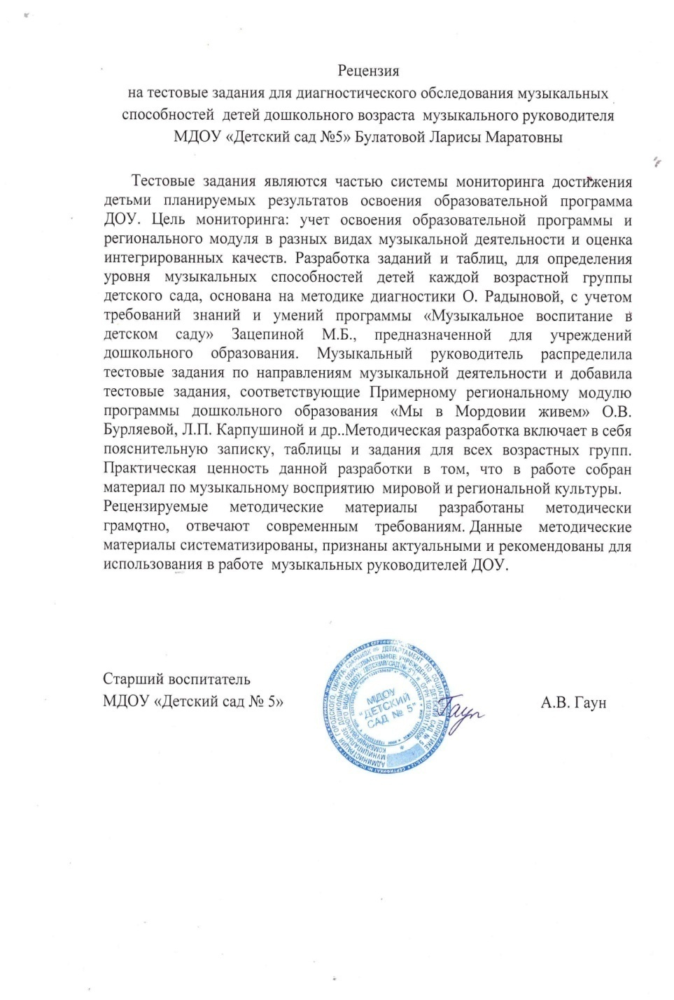 Рецензия
на тестовые задания для диагностического обследования музыкальных
способностей детей дошкольного возраста музыкального руководителя
МДОУ «Детский сад №5» Булатовой Ларисы Маратовны
Тестовые задания являются частью системы мониторинга достижения
детьми планируемых результатов освоения образовательной программа
ДОУ. Цель мониторинга: учет освоения образовательной программы и
регионального модуля в разных видах музыкальной деятельности и оценка
интегрированных качеств. Разработка заданий и таблиц, для определения
уровня музыкальных способностей детей каждой возрастной группы
детского сада, основана на методике диагностики О. Радыновой, с учетом
требований знаний и умений программы «Музыкальное воспитание в
детском саду» Зацепиной М.Б., предназначенной для учреждений
дошкольного образования. Музыкальный руководитель распределила
тестовые задания по направлениям музыкальной деятельности и добавила
тестовые задания, соответствующие Примерному региональному модулю
программы дошкольного образования «Мы в Мордовии живем» О.В.
Бурляевой, Л.П. Карпушиной и др..Методическая разработка включает в себя
пояснительную записку, таблицы и задания для всех возрастных групп.
Практическая ценность данной разработки в том, что в работе собран
материал по музыкальному восприятию мировой и региональной культуры.
Рецензируемые методические материалы разработаны методически
грамотно, отвечают современным требованиям. Данные методические
материалы систематизированы, признаны актуальными и рекомендованы для
использования в работе музыкальных руководителей ДОУ.
Старший воспитатель
МДОУ «Детский сад № 5»
А.В. Гаун
МДОУ
"ДЕТСКИЙ
САД № 5"
Гаун